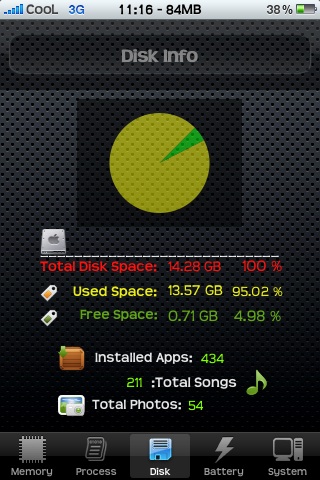 CooL 3G 11:16 - 84MB 38%
Disk Info
Total Disk Space: 14.28 GB 100 %
Used Space: 13.57 GB 95.02 %
Free Space: 0.71 GB 4.98 %
Installed Apps: 434
211 :Total Songs
Total Photos: 54
Memory Process Disk Battery System